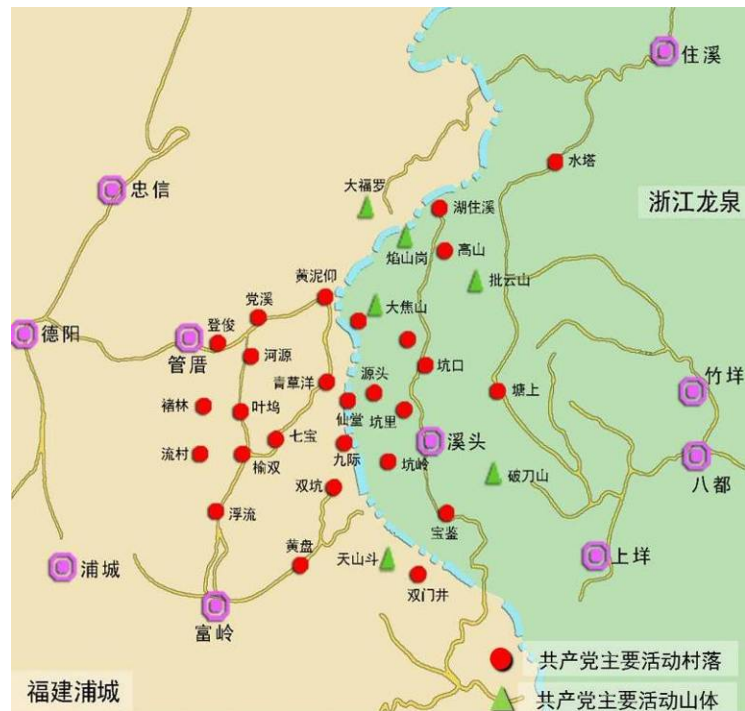 住溪
水塔
忠信
大福罗
浙江龙泉
湖住溪
焰山岗
高山
黄泥仰
批云山
党溪
大焦山
登俊
德阳
管厝
河源
坑口
青草洋
源头
竹垟
褚林
叶坞
仙堂
坑里
塘上
七宝
溪头
流村
榆双
九际
坑岭
八都
双坑
破刀山
浮流
宝鉴
黄盘
天山斗
上垟
浦城
双门井
富岭
共产党主要活动村落
福建浦城
共产党主要活动山体